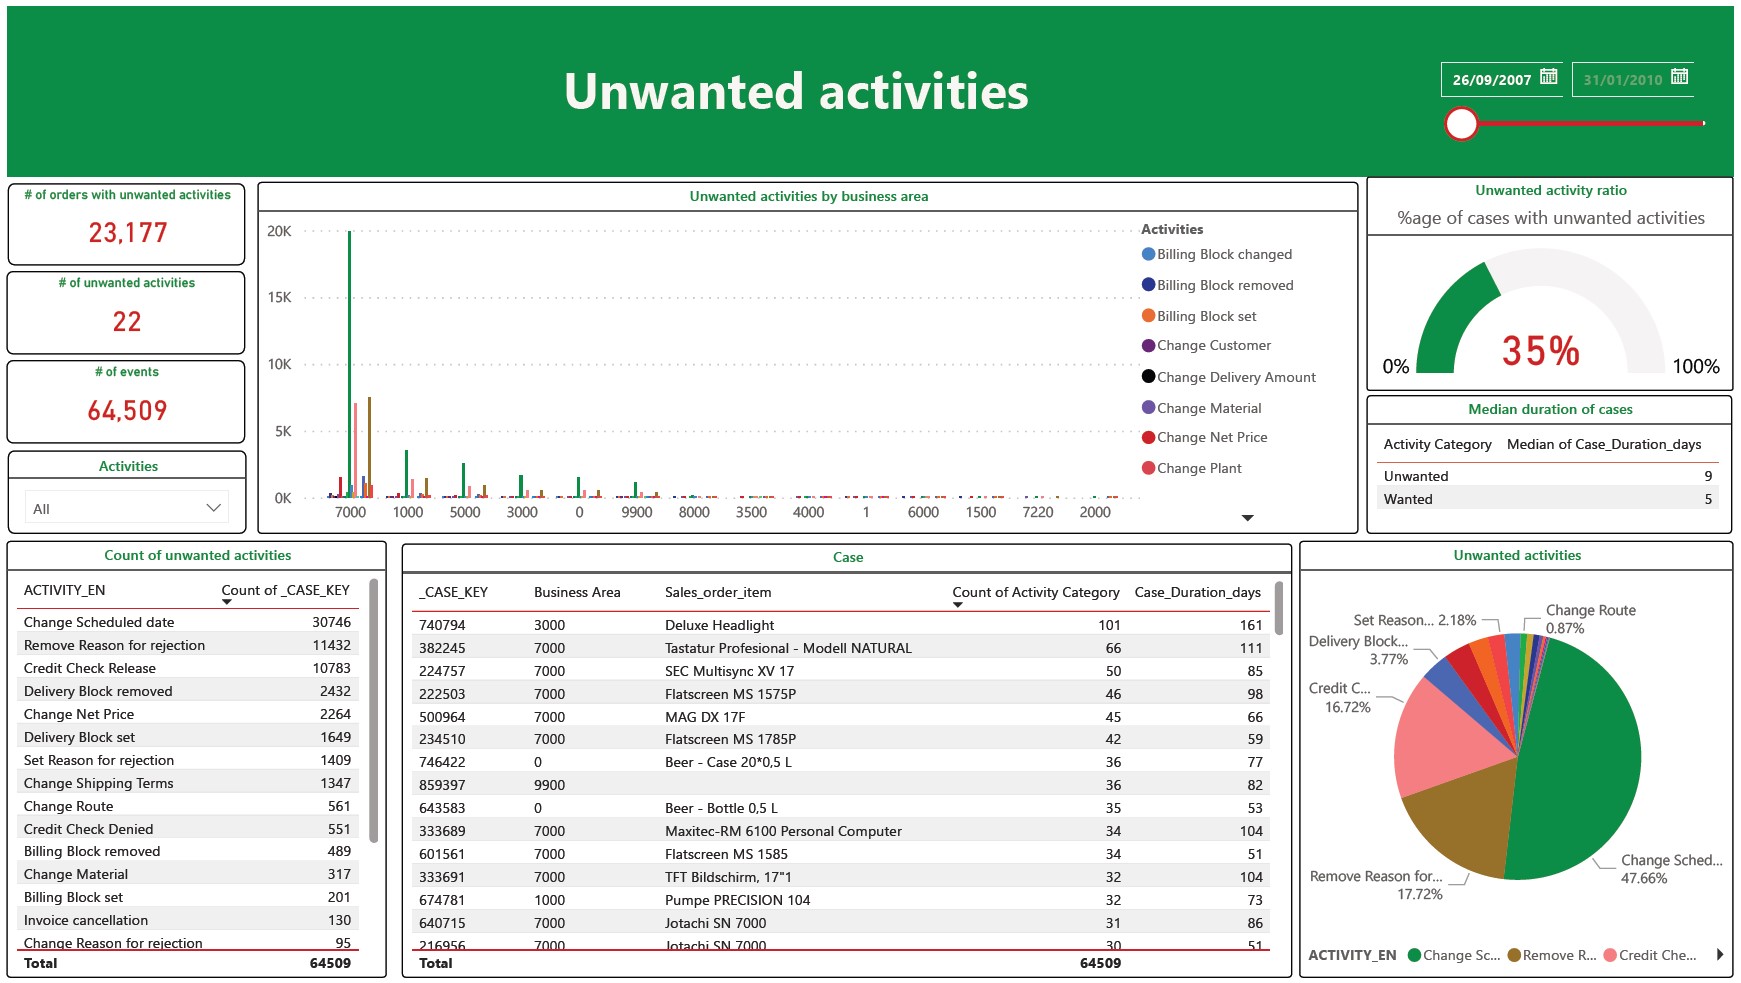 Unwanted activities
26/09/2007
31/01/2010
# of orders with unwanted activities
23,177
# of unwanted activities
22
# of events
64,509
Activities
All
Unwanted activities by business area
20K
15K
10K
5K
0K
7000 1000 5000 3000 0 9900 8000 3500 4000 1 6000 1500 7220 2000
Activities
Billing Block changed
Billing Block removed
Billing Block set
Change Customer
Change Delivery Amount
Change Material
Change Net Price
Change Plant
Unwanted activity ratio
%age of cases with unwanted activities
35%
0% 100%
Median duration of cases
Activity Category Median of Case_Duration_days
Unwanted 9
Wanted 5
Count of unwanted activities
ACTIVITY_EN Count of _CASE_KEY
Change Scheduled date 30746
Remove Reason for rejection 11432
Credit Check Release 10783
Delivery Block removed 2432
Change Net Price 2264
Delivery Block set 1649
Set Reason for rejection 1409
Change Shipping Terms 1347
Change Route 561
Credit Check Denied 551
Billing Block removed 489
Change Material 317
Billing Block set 201
Invoice cancellation 130
Change Reason for rejection 95
Total 64509
Case
_CASE_KEY Business Area Sales_order_item Count of Activity Category Case_Duration_days
740794 3000 Deluxe Headlight 101 161
382245 7000 Tastatur Profesional - Modell NATURAL 66 111
224757 7000 SEC Multisync XV 17 50 85
222503 7000 Flatscreen MS 1575P 46 98
500964 7000 MAG DX 17F 45 66
234510 7000 Flatscreen MS 1785P 42 59
746422 0 Beer - Case 20*0,5 L 36 77
859397 9900 36 82
643583 0 Beer - Bottle 0,5 L 35 53
333689 7000 Maxitec-RM 6100 Personal Computer 34 104
601561 7000 Flatscreen MS 1585 34 51
333691 7000 TFT Bildschirm, 17"1 32 104
674781 1000 Pumpe PRECISION 104 32 73
640715 7000 Jotachi SN 7000 31 86
216956 7000 Jotachi SN 7000 30 51
Total 64509
Unwanted activities
Change Route
0.87%
Set Reason... 2.18%
Delivery Block...
3.77%
Credit C...
16.72%
Change Sched...
47.66%
Remove Reason for...
17.72%
ACTIVITY_EN Change Sc... Remove R... Credit Che...